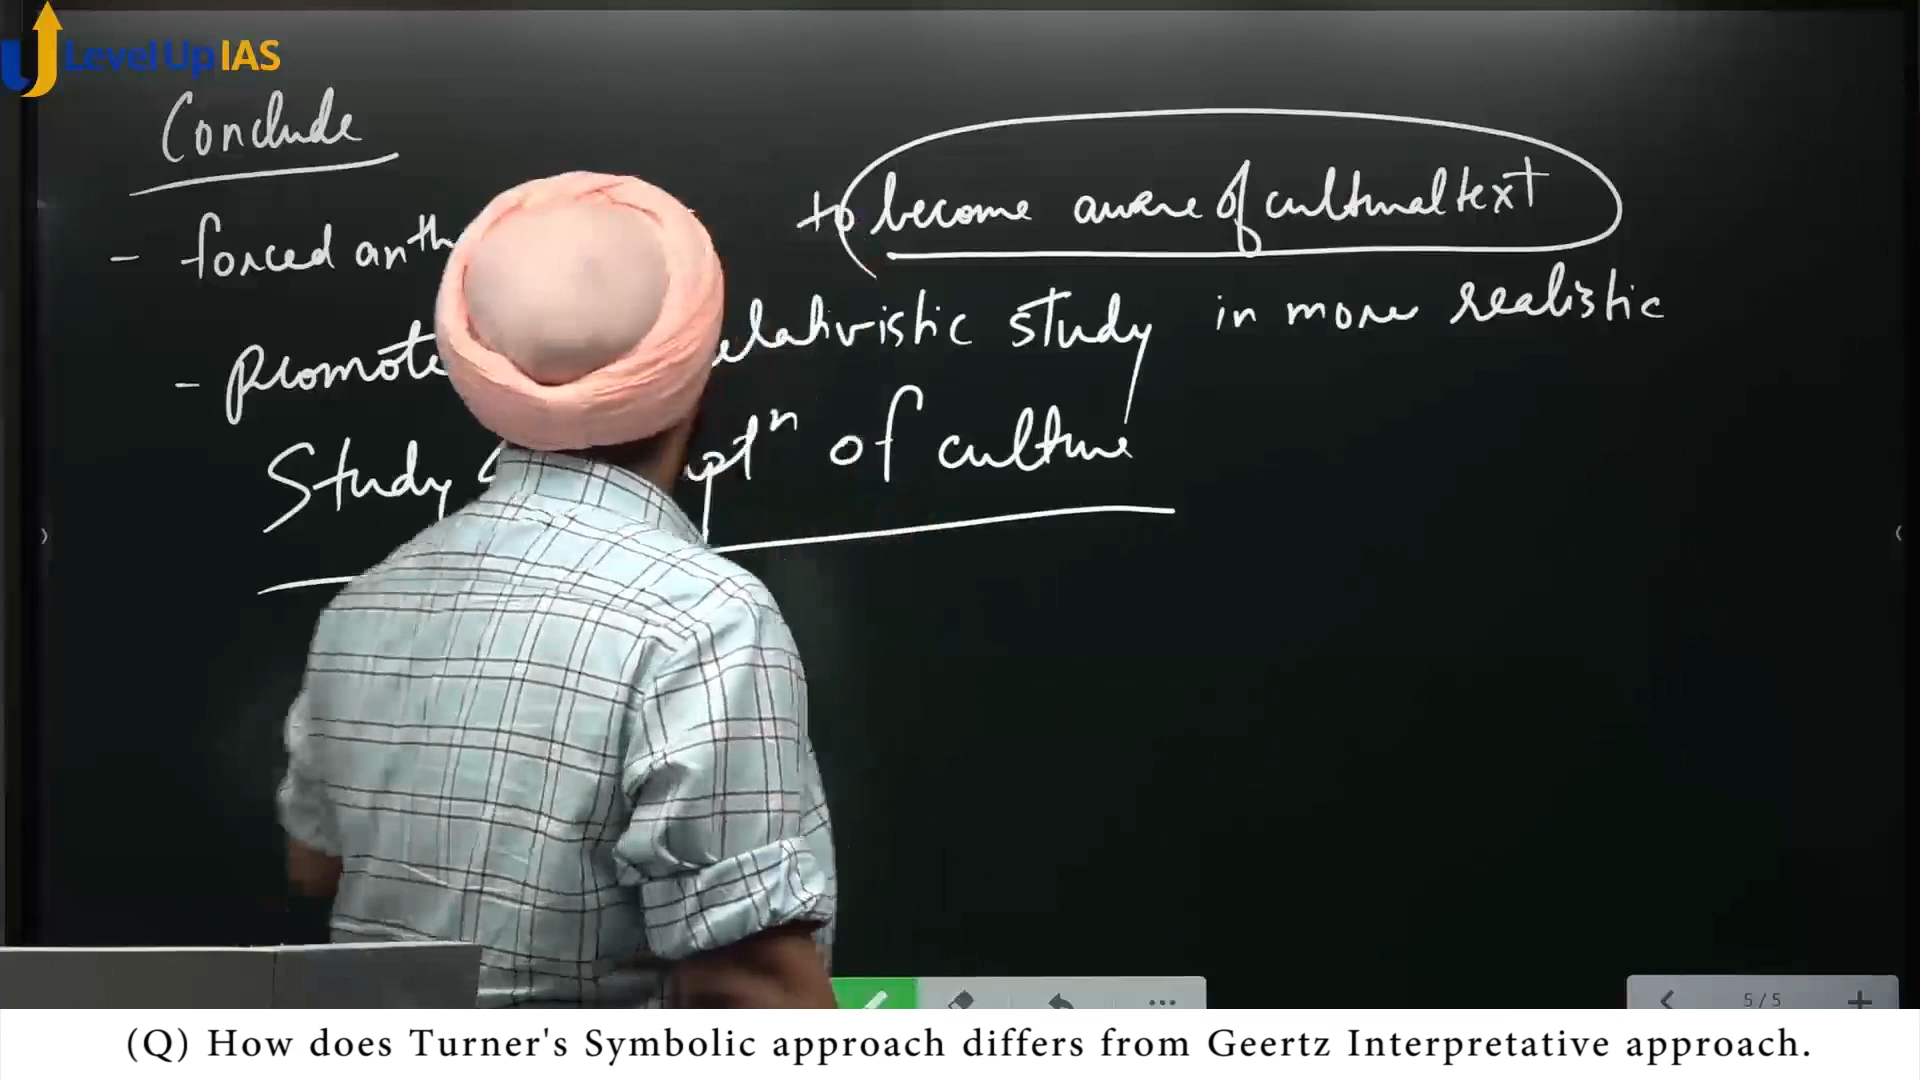 Level Up IAS
Conclude
- forced anth
to become aware of cultural text
- Promote
relativistic study in more realistic
Study
of culture
5/5
(Q) How does Turner's Symbolic approach differs from Geertz Interpretative approach.